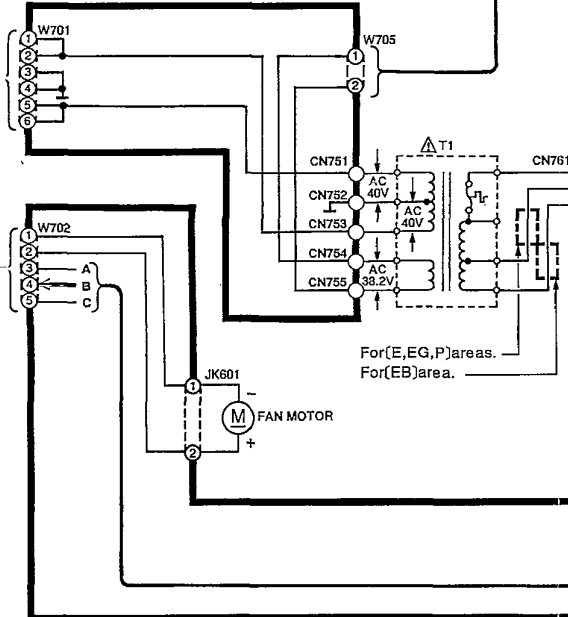 W701
1
2
3
4
5
6
W705
1
2
⚠ T1
CN751
CN761
AC
40V
CN752
CN753
AC
40V
CN754
AC
38.2V
CN755
W702
1
2
3 A
4 B
5 C
For(E,EG,P)areas.
For(EB)area.
JK601
1
−
M FAN MOTOR
+
2